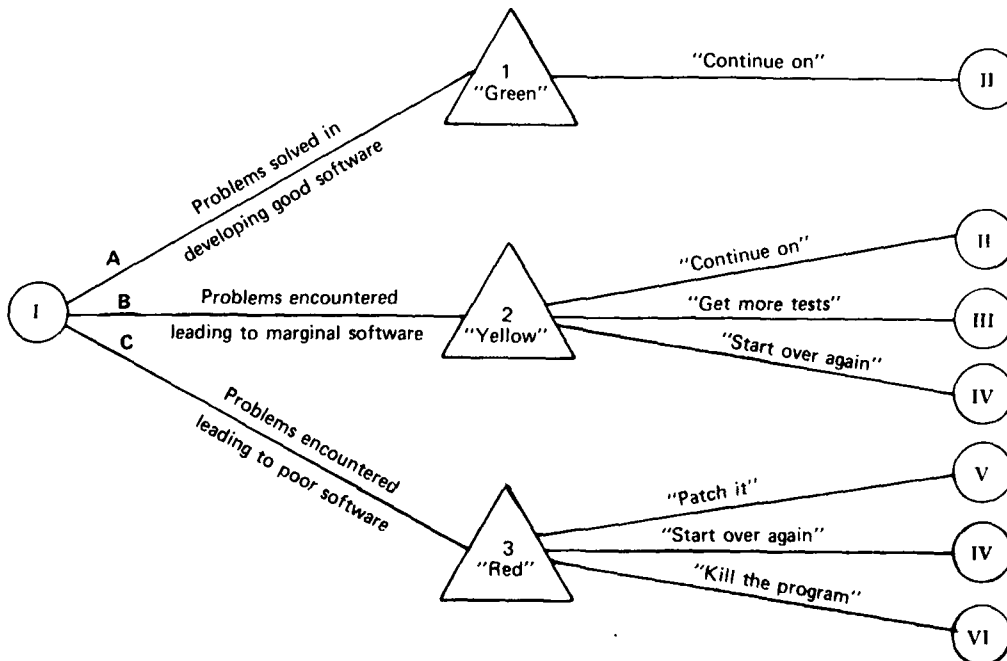 1
"Green"
"Continue on"
II
Problems solved in
developing good software
A
I
B
Problems encountered
leading to marginal software
C
2
"Yellow"
"Continue on"
II
"Get more tests"
III
"Start over again"
IV
Problems encountered
leading to poor software
3
"Red"
"Patch it"
V
"Start over again"
IV
"Kill the program"
VI